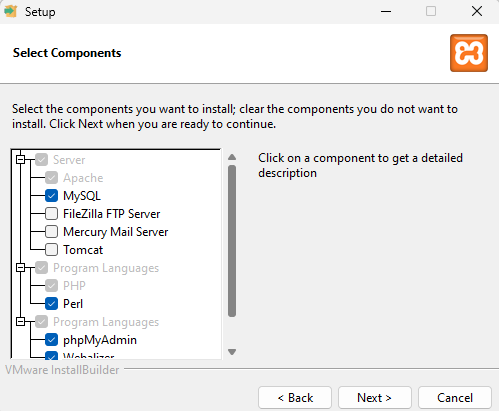 Setup
Select Components
Select the components you want to install; clear the components you do not want to
install. Click Next when you are ready to continue.
Server
Apache
MySQL
FileZilla FTP Server
Mercury Mail Server
Tomcat
Program Languages
PHP
Perl
Program Languages
phpMyAdmin
Webalizer
Click on a component to get a detailed
description
VMware InstallBuilder
< Back
Next >
Cancel